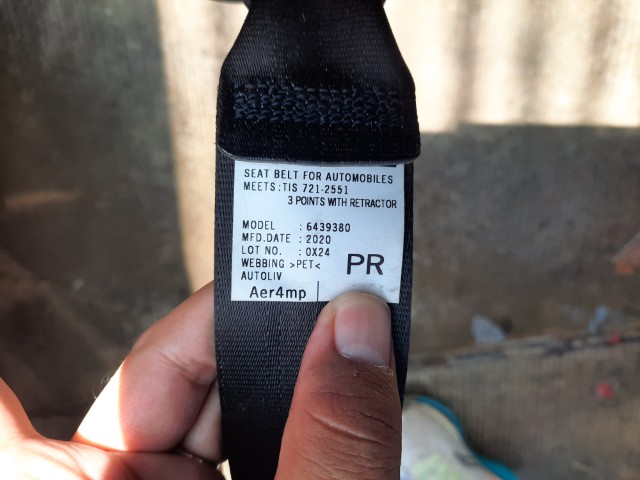 SEAT BELT FOR AUTOMOBILES
MEETS :TIS 721-2551
3 POINTS WITH RETRACTOR
MODEL : 6439380
MFD.DATE : 2020
LOT NO. : 0X24
WEBBING >PET<
PR
AUTOLIV
Aer4mp